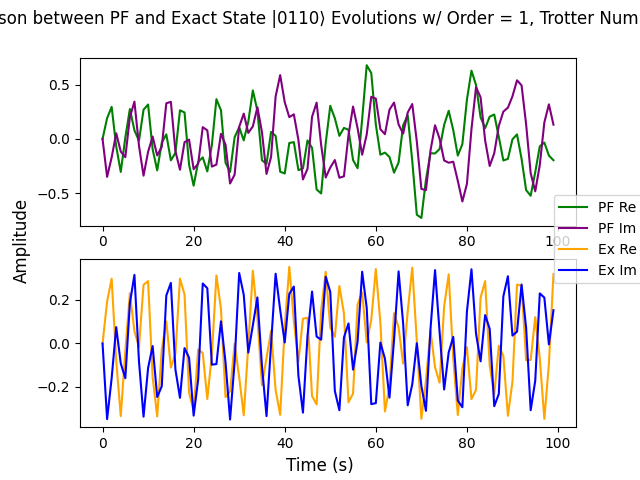 son between PF and Exact State |0110⟩ Evolutions w/ Order = 1, Trotter Num
0.5
0.0
−0.5
0 20 40 60 80 100
PF Re
PF Im
Ex Re
Ex Im
Amplitude
0.2
0.0
−0.2
0 20 40 60 80 100
Time (s)